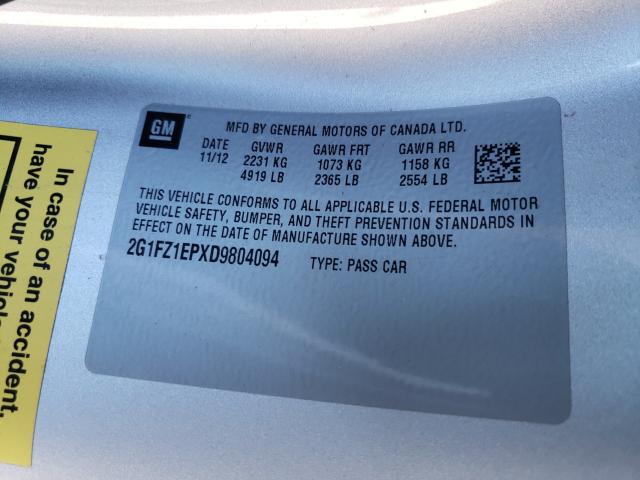 GM
MFD BY GENERAL MOTORS OF CANADA LTD.
DATE GVWR GAWR FRT GAWR RR
11/12 2231 KG 1073 KG 1158 KG
4919 LB 2365 LB 2554 LB
THIS VEHICLE CONFORMS TO ALL APPLICABLE U.S. FEDERAL MOTOR
VEHICLE SAFETY, BUMPER, AND THEFT PREVENTION STANDARDS IN
EFFECT ON THE DATE OF MANUFACTURE SHOWN ABOVE.
2G1FZ1EPXD9804094 TYPE: PASS CAR
In case of an accident,
have your vehicle